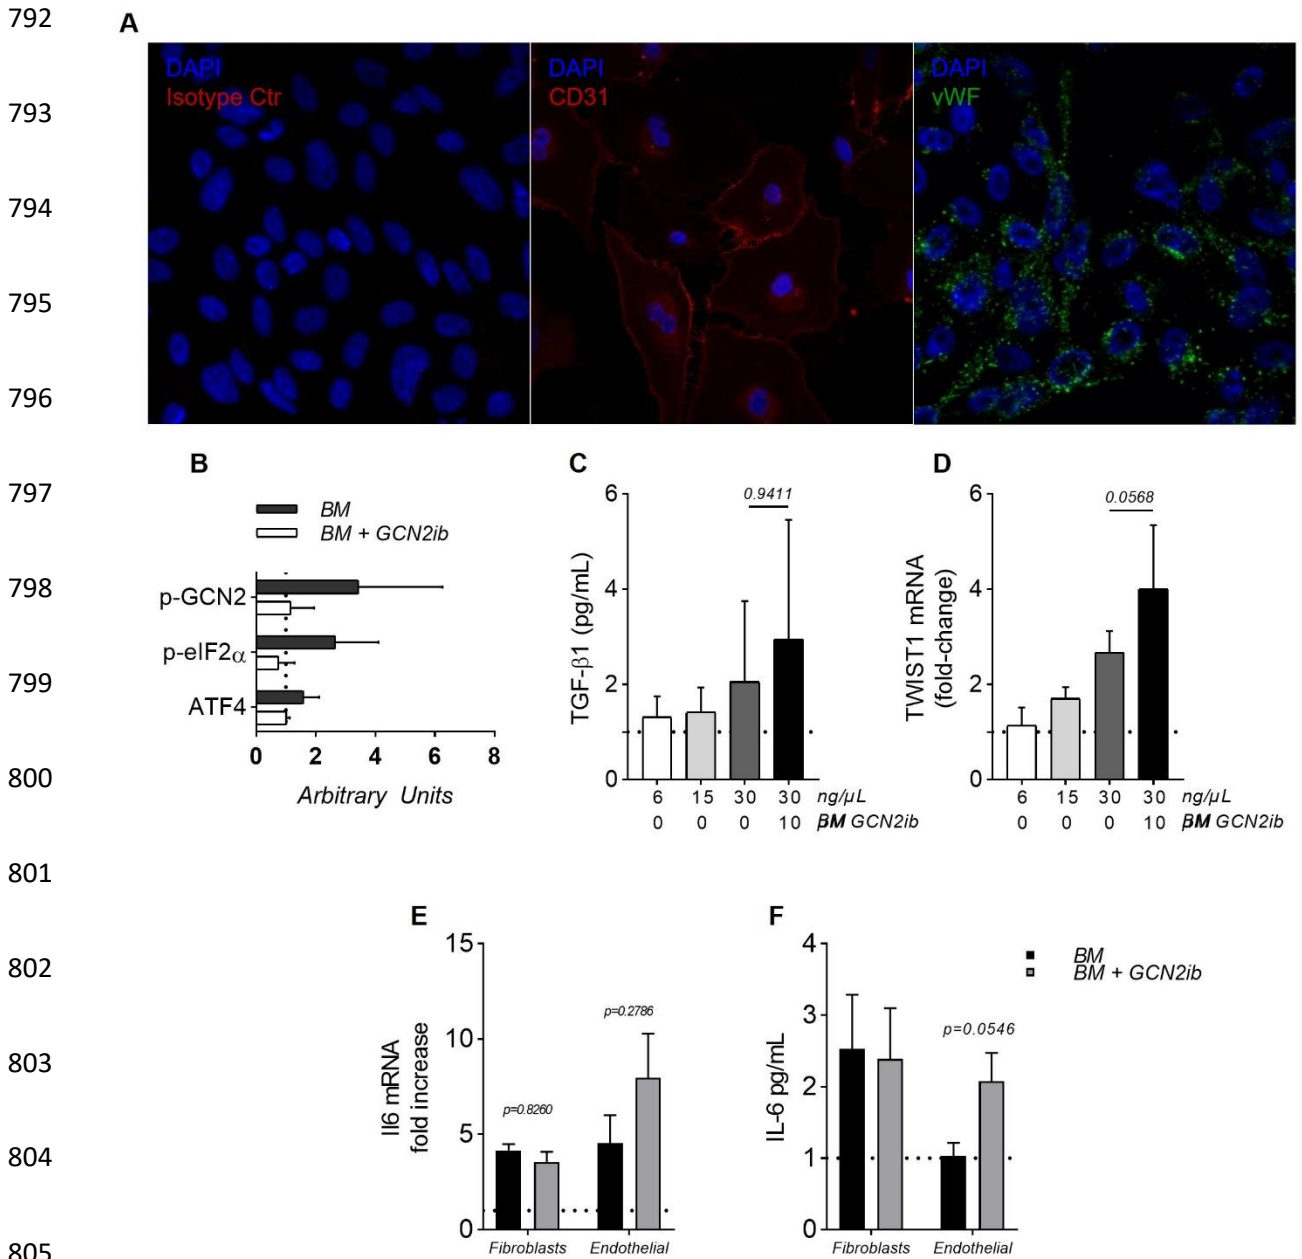 792
A
DAPI
Isotype Ctr
DAPI
CD31
DAPI
vWF
793
794
795
796
B
C
D
797
BM
BM + GCN2ib
798
p-GCN2
p-eIF2α
799
ATF4
0 2 4 6 8
800
Arbitrary Units
TGF-β1 (pg/mL)
6
4
2
0
0.9411
6 15 30 30 ng/µL
0 0 0 10 BM GCN2ib
TWIST1 mRNA
(fold-change)
6
4
2
0
0.0568
6 15 30 30 ng/µL
0 0 0 10 BM GCN2ib
801
E
F
802
Il6 mRNA
fold increase
15
10
5
0
p=0.8260
p=0.2786
Fibroblasts Endothelial
IL-6 pg/mL
4
3
2
1
0
p=0.0546
Fibroblasts Endothelial
BM
BM + GCN2ib
803
804
805